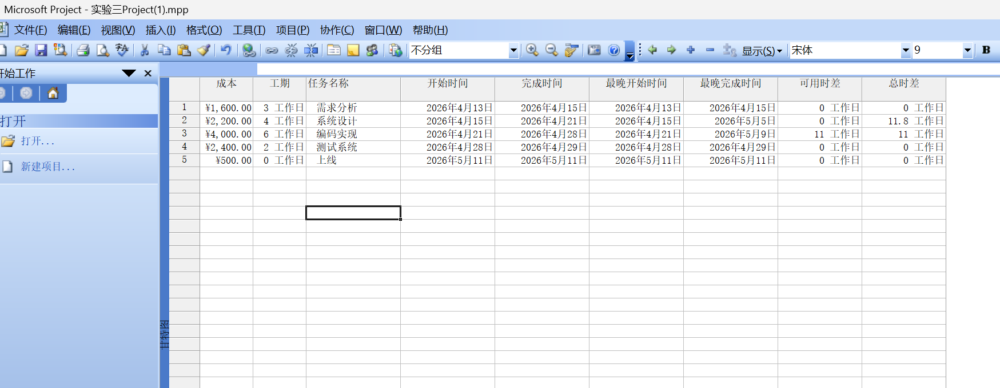 Microsoft Project - 实验三Project(1).mpp
文件(F) 编辑(E) 视图(V) 插入(I) 格式(O) 工具(T) 项目(P) 协作(C) 窗口(W) 帮助(H)
不分组 显示(S) 宋体 9 B
开始工作
打开
打开...
新建项目...
甘特图
成本 工期 任务名称 开始时间 完成时间 最晚开始时间 最晚完成时间 可用时差 总时差
1 ¥1,600.00 3 工作日 需求分析 2026年4月13日 2026年4月15日 2026年4月13日 2026年4月15日 0 工作日 0 工作日
2 ¥2,200.00 4 工作日 系统设计 2026年4月15日 2026年4月21日 2026年4月15日 2026年5月5日 0 工作日 11.8 工作日
3 ¥4,000.00 6 工作日 编码实现 2026年4月21日 2026年4月28日 2026年4月21日 2026年5月9日 11 工作日 11 工作日
4 ¥2,400.00 2 工作日 测试系统 2026年4月28日 2026年4月29日 2026年4月28日 2026年4月29日 0 工作日 0 工作日
5 ¥500.00 0 工作日 上线 2026年5月11日 2026年5月11日 2026年5月11日 2026年5月11日 0 工作日 0 工作日